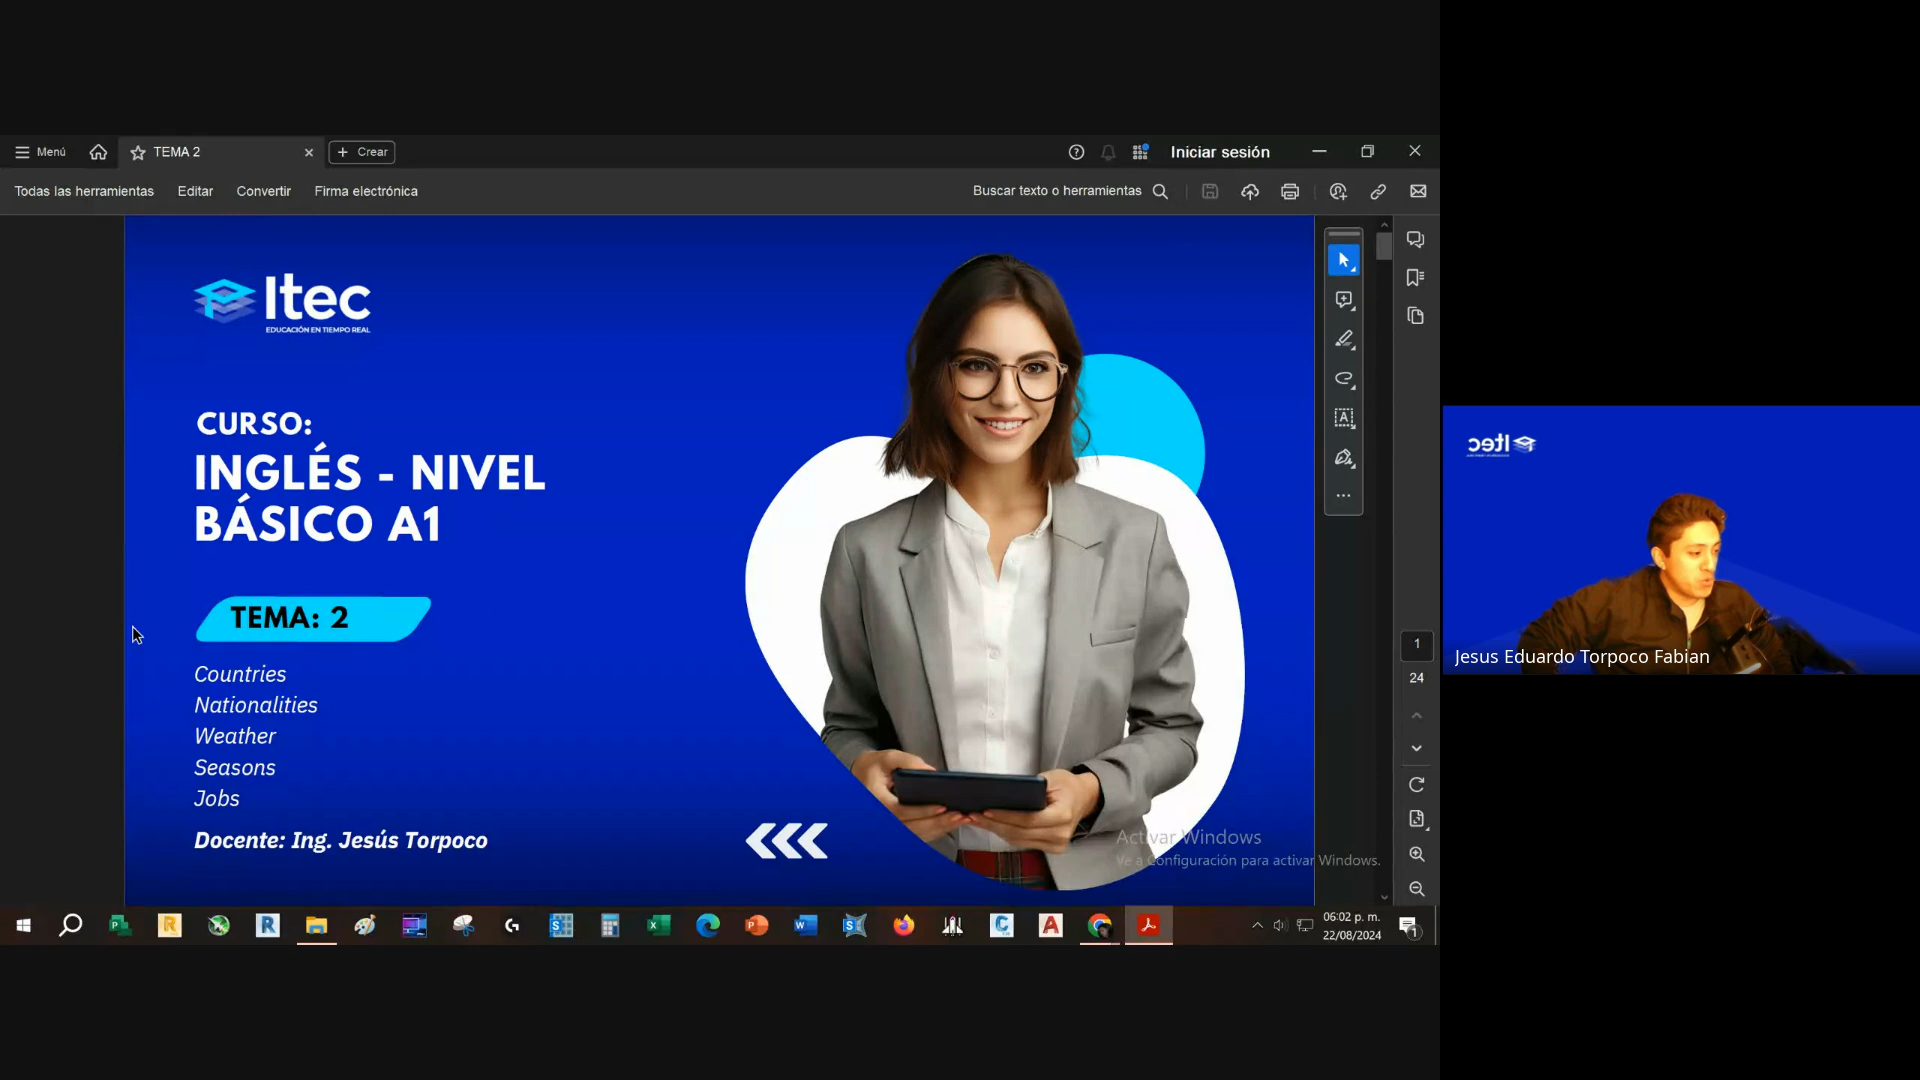 Menú
TEMA 2
Crear
Iniciar sesión
Todas las herramientas
Editar
Convertir
Firma electrónica
Buscar texto o herramientas
Itec
EDUCACIÓN EN TIEMPO REAL
CURSO:
INGLÉS - NIVEL
BÁSICO A1
TEMA: 2
Countries
Nationalities
Weather
Seasons
Jobs
Docente: Ing. Jesús Torpoco
Activar Windows
Ve a Configuración para activar Windows.
1
24
06:02 p. m.
22/08/2024
1
Itec
Jesus Eduardo Torpoco Fabian